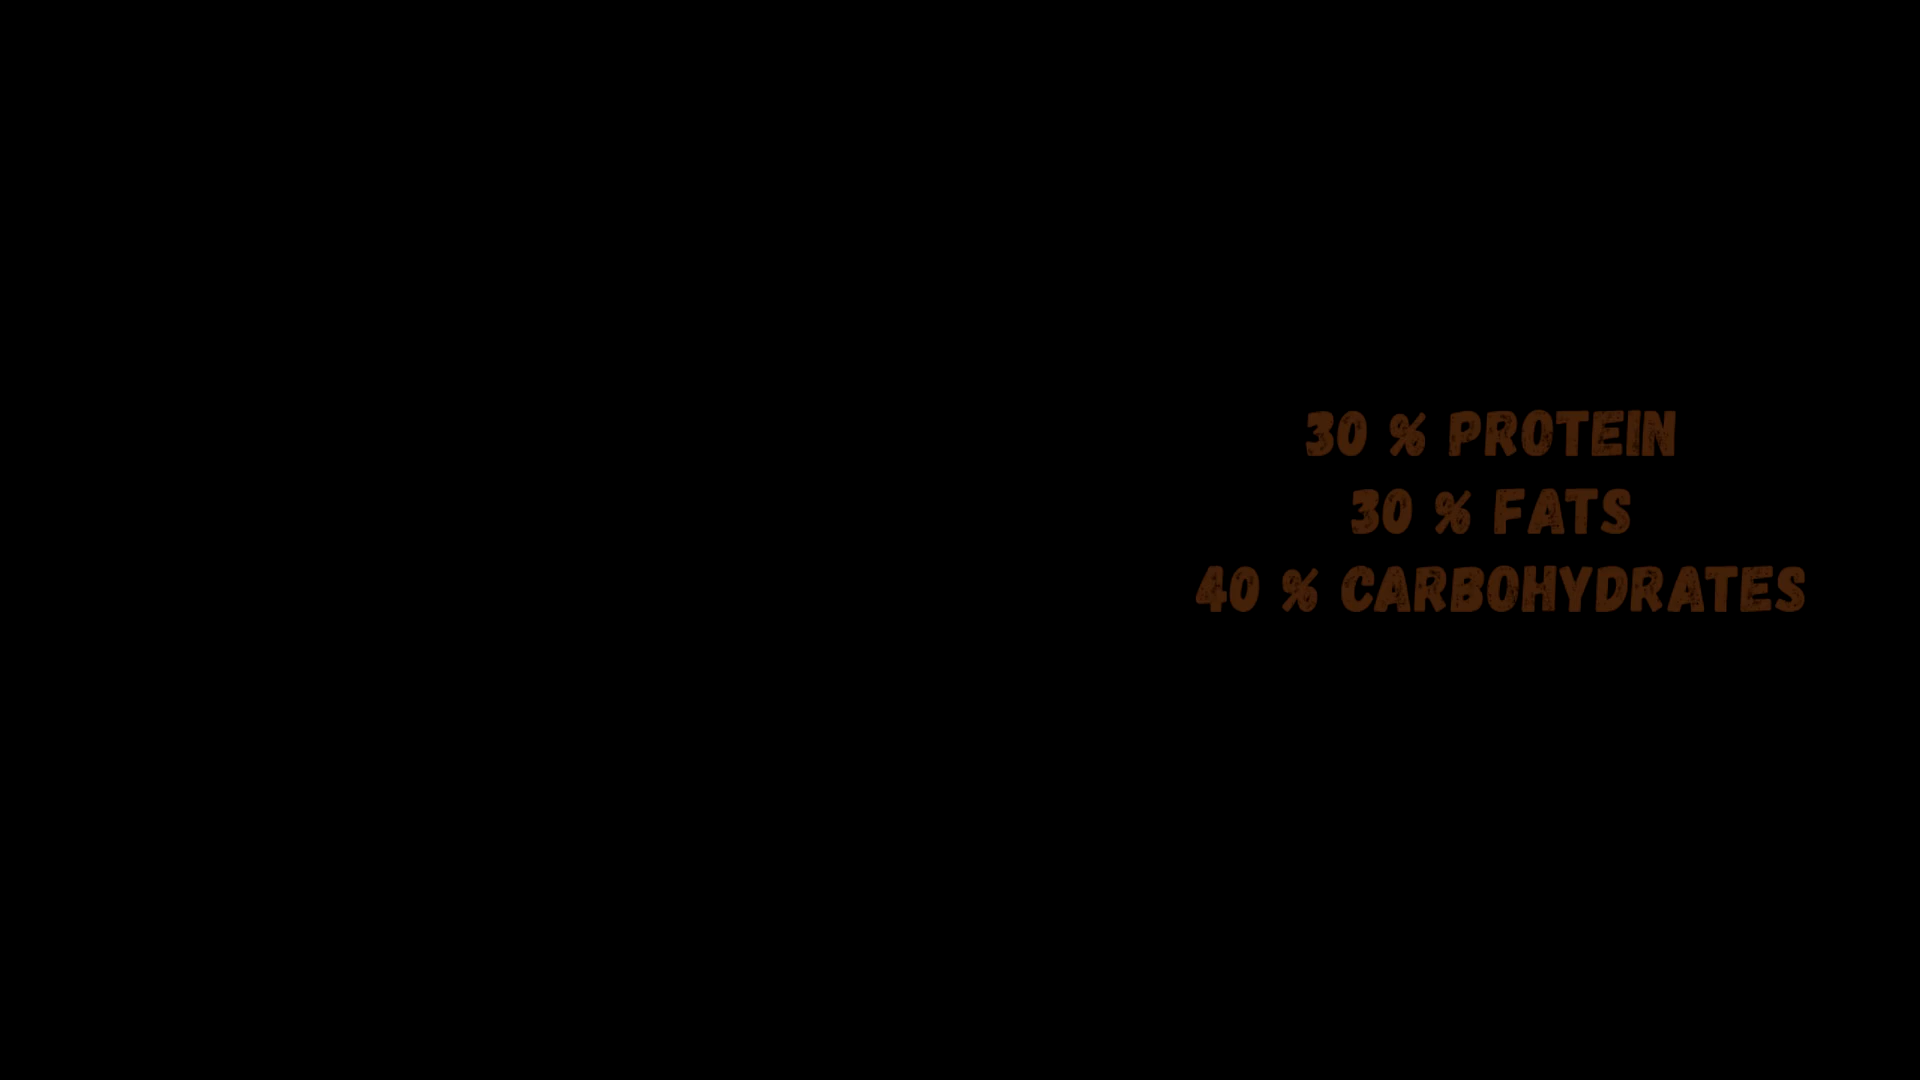 30 % PROTEIN
30 % FATS
40 % CARBOHYDRATES